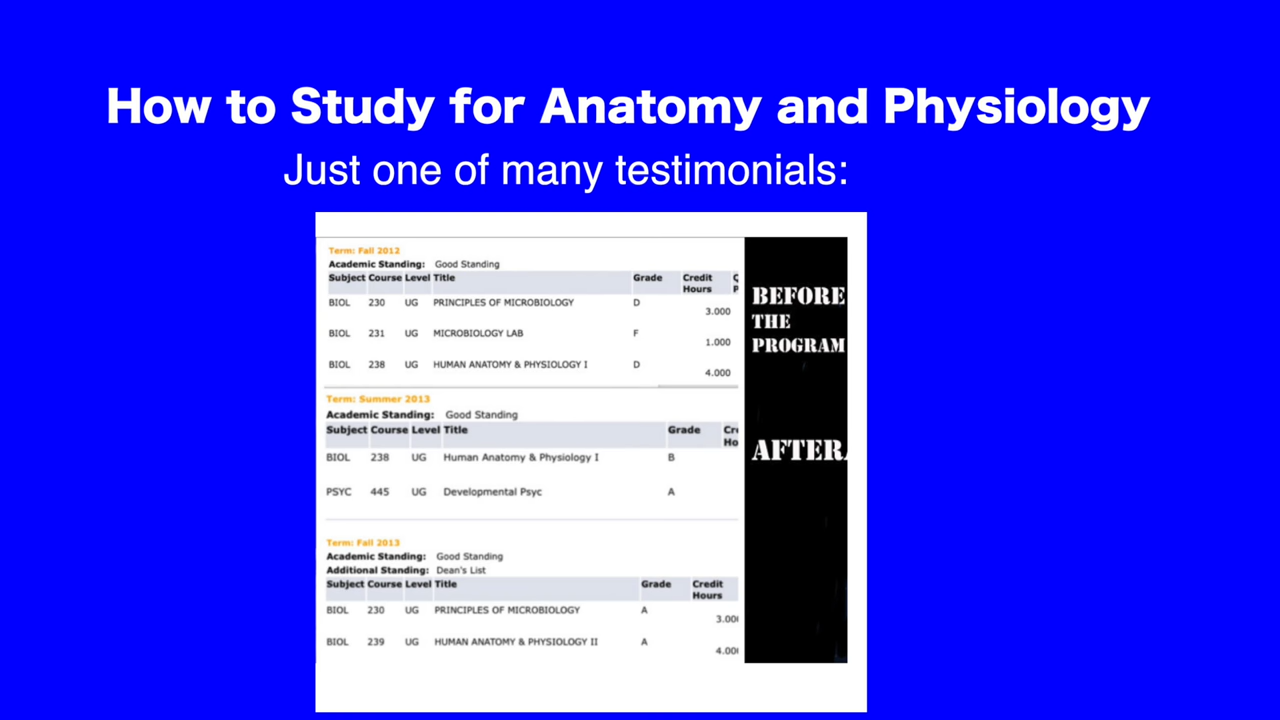 How to Study for Anatomy and Physiology
Just one of many testimonials:
Term: Fall 2012
Academic Standing: Good Standing
Subject Course Level Title Grade Credit Hours
BIOL 230 UG PRINCIPLES OF MICROBIOLOGY D 3.000
BIOL 231 UG MICROBIOLOGY LAB F 1.000
BIOL 238 UG HUMAN ANATOMY & PHYSIOLOGY I D 4.000
BEFORE
THE
PROGRAM
Term: Summer 2013
Academic Standing: Good Standing
Subject Course Level Title Grade
BIOL 238 UG Human Anatomy & Physiology I B
PSYC 445 UG Developmental Psyc A
AFTER
Term: Fall 2013
Academic Standing: Good Standing
Additional Standing: Dean's List
Subject Course Level Title Grade Credit Hours
BIOL 230 UG PRINCIPLES OF MICROBIOLOGY A 3.00
BIOL 239 UG HUMAN ANATOMY & PHYSIOLOGY II A 4.00